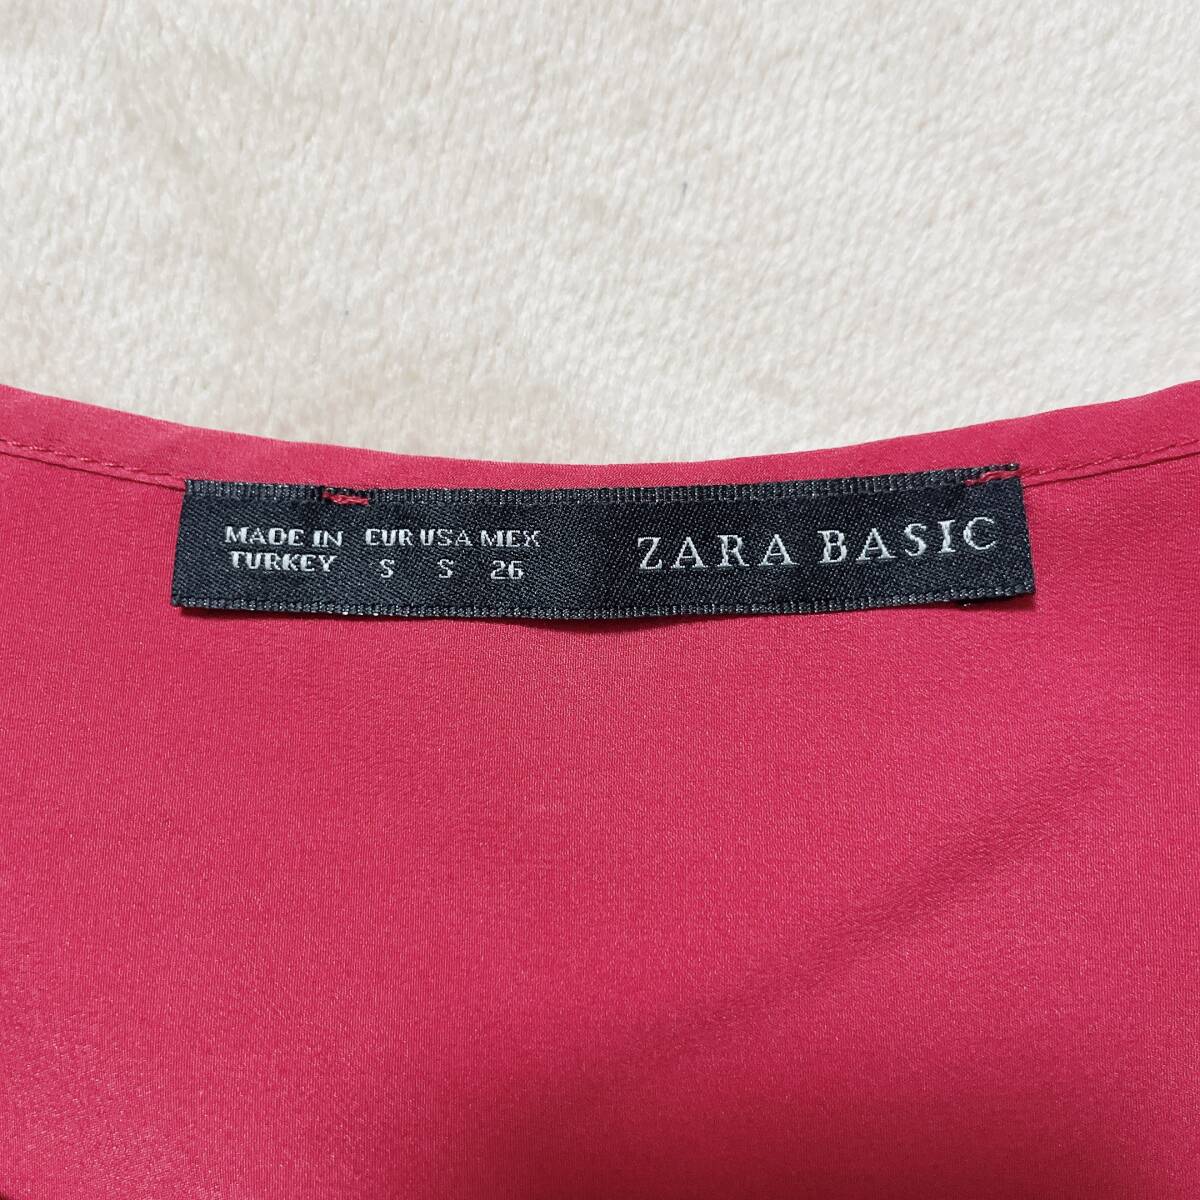 MADE IN EUR USA MEX
TURKEY S S 26
ZARA BASIC